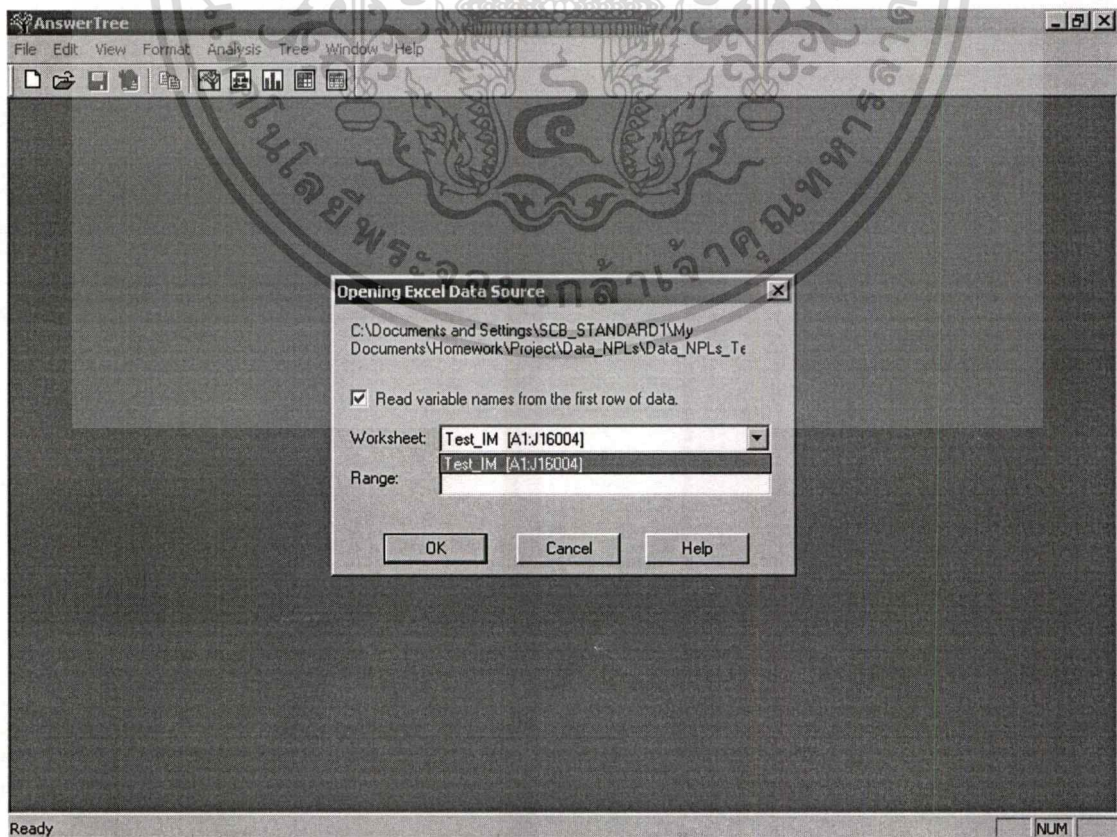 AnswerTree
File Edit View Format Analysis Tree Window Help
Opening Excel Data Source
C:\Documents and Settings\SCB_STANDARD1\My
Documents\Homework\Project\Data_NPLs\Data_NPLs_Te
Read variable names from the first row of data.
Worksheet: Test_IM [A1:J16004]
Test_IM [A1:J16004]
Range:
OK Cancel Help
Ready NUM